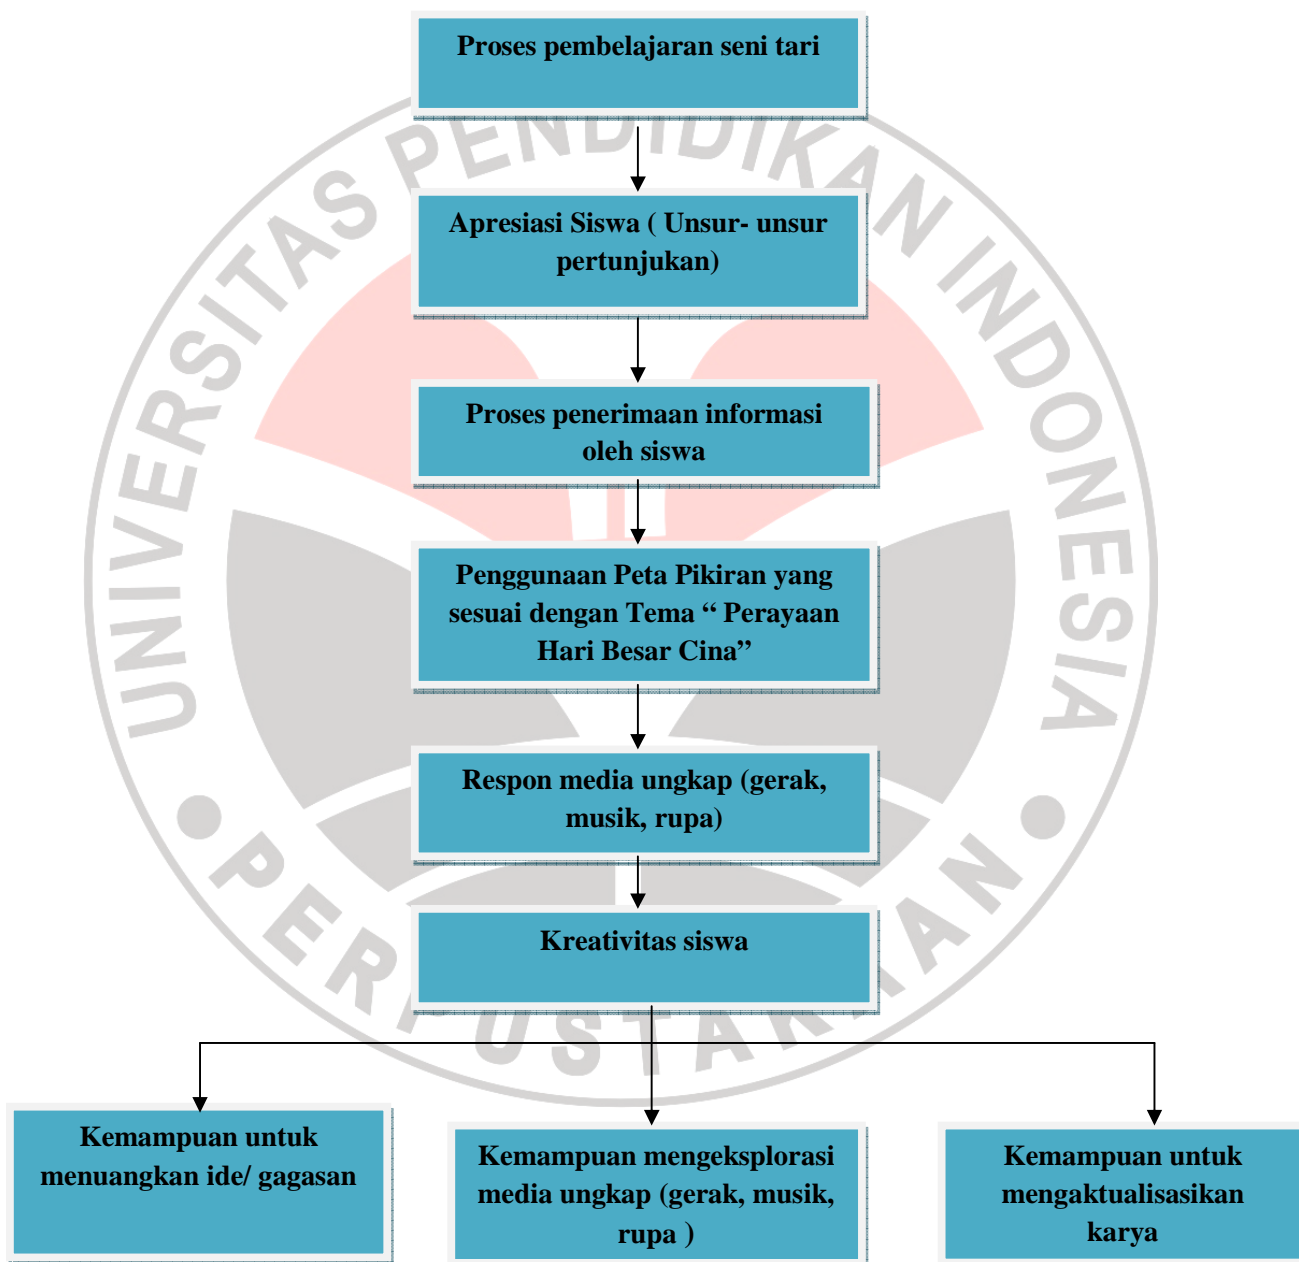 Proses pembelajaran seni tari
UNIVERSITAS PENDIDIKAN INDONESIA
Apresiasi Siswa ( Unsur- unsur
pertunjukan)
Proses penerimaan informasi
oleh siswa
Penggunaan Peta Pikiran yang
sesuai dengan Tema “ Perayaan
Hari Besar Cina”
Respon media ungkap (gerak,
musik, rupa)
Kreativitas siswa
PERPUSTAKAAN
Kemampuan untuk
menuangkan ide/ gagasan
Kemampuan mengeksplorasi
media ungkap (gerak, musik,
rupa )
Kemampuan untuk
mengaktualisasikan
karya